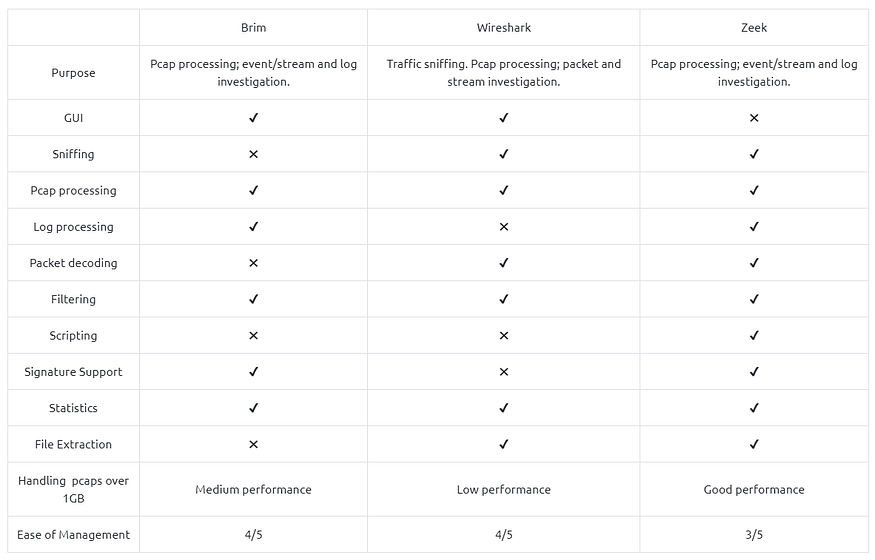 Brim Wireshark Zeek
Purpose Pcap processing; event/stream and log investigation. Traffic sniffing. Pcap processing; packet and stream investigation. Pcap processing; event/stream and log investigation.
GUI ✔ ✔ ✕
Sniffing ✕ ✔ ✔
Pcap processing ✔ ✔ ✔
Log processing ✔ ✕ ✔
Packet decoding ✕ ✔ ✔
Filtering ✔ ✔ ✔
Scripting ✕ ✕ ✔
Signature Support ✔ ✕ ✔
Statistics ✔ ✔ ✔
File Extraction ✕ ✔ ✔
Handling pcaps over 1GB Medium performance Low performance Good performance
Ease of Management 4/5 4/5 3/5